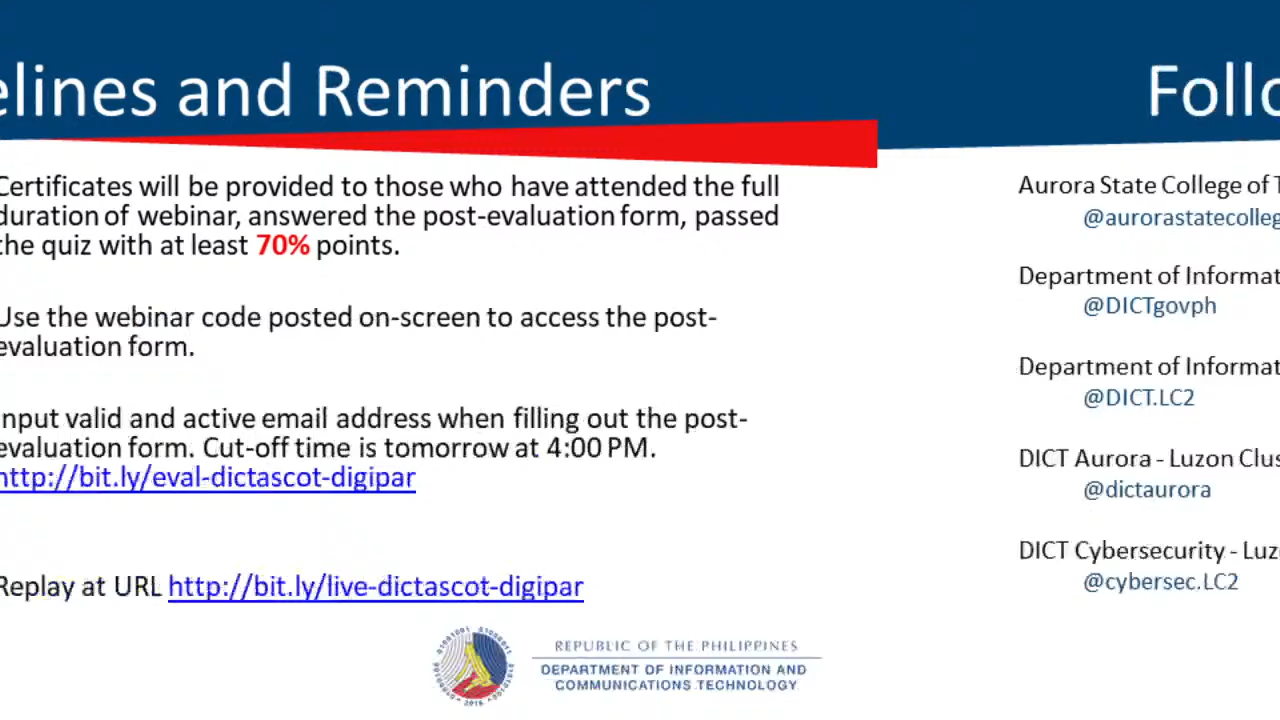 elines and Reminders
Certificates will be provided to those who have attended the full
duration of webinar, answered the post-evaluation form, passed
the quiz with at least 70% points.
Use the webinar code posted on-screen to access the post-
evaluation form.
Input valid and active email address when filling out the post-
evaluation form. Cut-off time is tomorrow at 4:00 PM.
http://bit.ly/eval-dictascot-digipar
Replay at URL http://bit.ly/live-dictascot-digipar
REPUBLIC OF THE PHILIPPINES
DEPARTMENT OF INFORMATION AND
COMMUNICATIONS TECHNOLOGY
Follo
Aurora State College of T
@aurorastatecolleg
Department of Informat
@DICTgovph
Department of Informat
@DICT.LC2
DICT Aurora - Luzon Clus
@dictaurora
DICT Cybersecurity - Luz
@cybersec.LC2